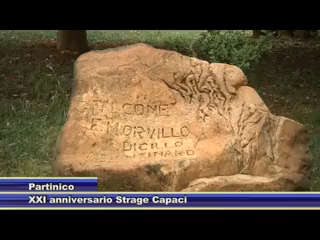 FALCONE
E MORVILLO
DICILLO
Partinico
XXI anniversario Strage Capaci